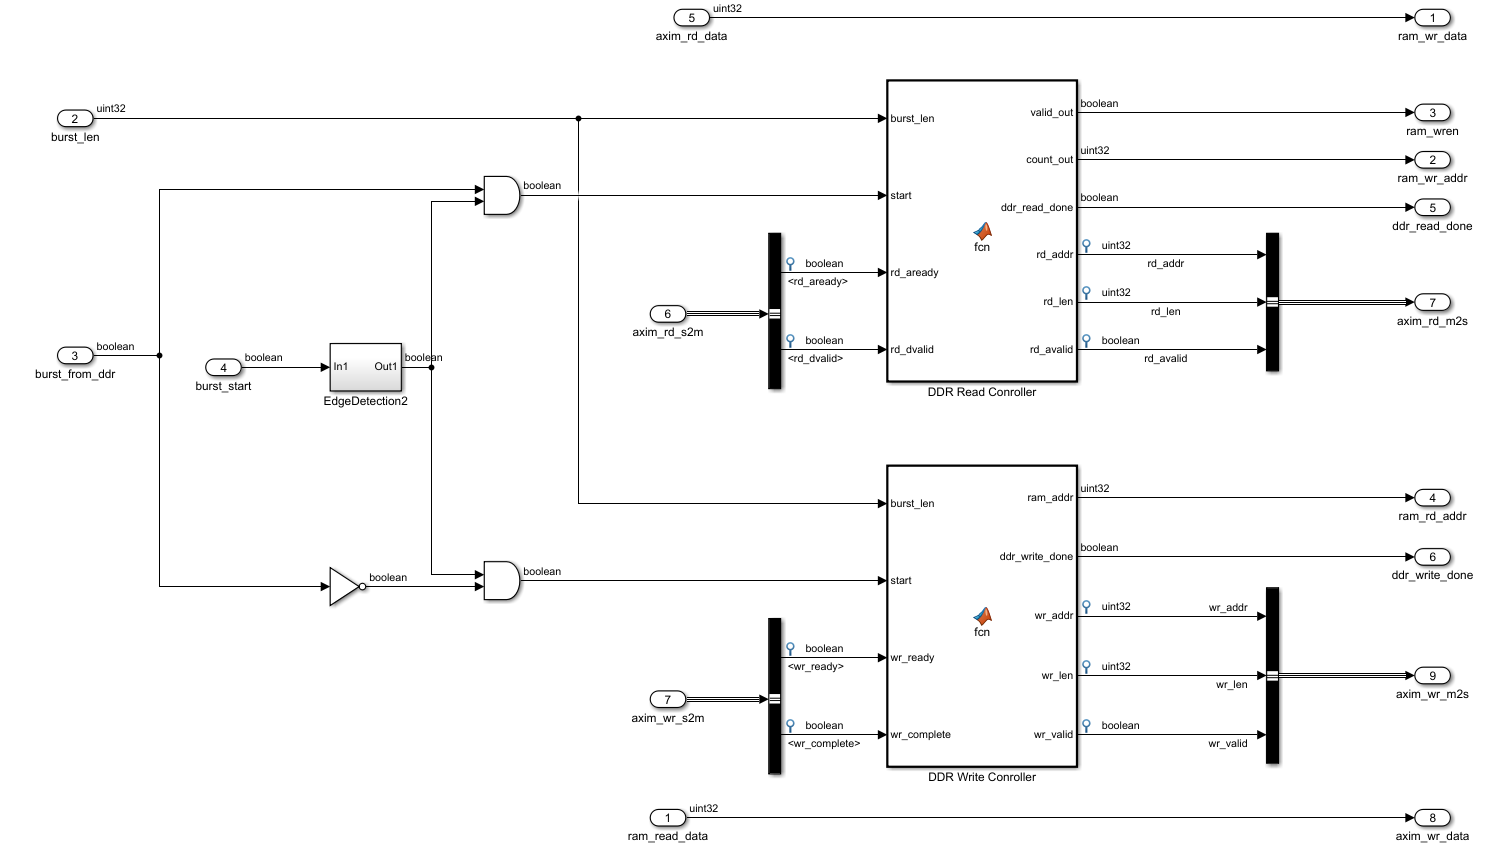 5
uint32
axim_rd_data
1
ram_wr_data
2
uint32
burst_len
burst_len
valid_out
boolean
3
ram_wren
count_out
uint32
2
ram_wr_addr
boolean
start
ddr_read_done
boolean
5
ddr_read_done
fcn
rd_addr
uint32
rd_addr
boolean
<rd_aready>
rd_aready
6
axim_rd_s2m
rd_len
uint32
rd_len
7
axim_rd_m2s
boolean
<rd_dvalid>
rd_dvalid
rd_avalid
boolean
rd_avalid
DDR Read Conroller
3
boolean
burst_from_ddr
4
boolean
burst_start
In1
Out1
boolean
EdgeDetection2
burst_len
ram_addr
uint32
4
ram_rd_addr
ddr_write_done
boolean
6
ddr_write_done
boolean
boolean
start
fcn
wr_addr
uint32
wr_addr
boolean
<wr_ready>
wr_ready
7
axim_wr_s2m
wr_len
uint32
wr_len
9
axim_wr_m2s
boolean
<wr_complete>
wr_complete
wr_valid
boolean
wr_valid
DDR Write Conroller
1
uint32
ram_read_data
8
axim_wr_data